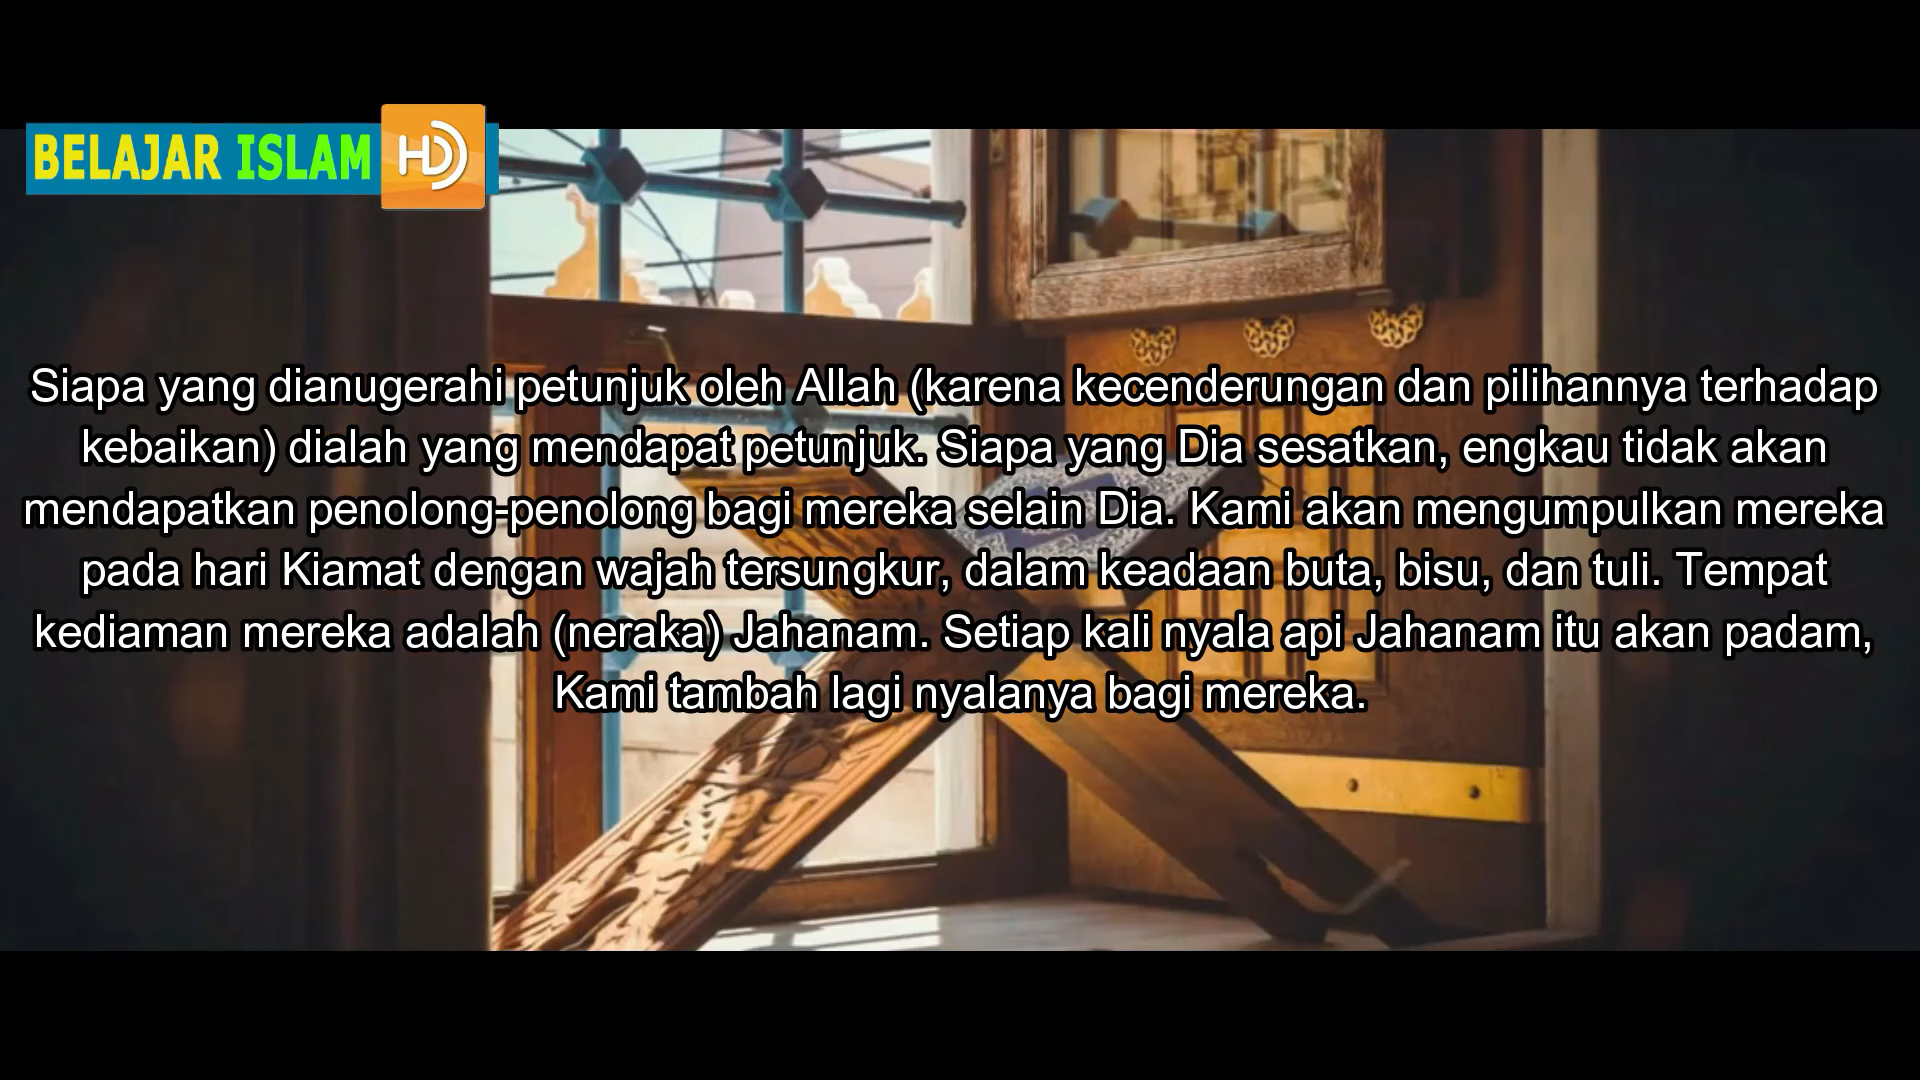 BELAJAR ISLAM HD
Siapa yang dianugerahi petunjuk oleh Allah (karena kecenderungan dan pilihannya terhadap
kebaikan) dialah yang mendapat petunjuk. Siapa yang Dia sesatkan, engkau tidak akan
mendapatkan penolong-penolong bagi mereka selain Dia. Kami akan mengumpulkan mereka
pada hari Kiamat dengan wajah tersungkur, dalam keadaan buta, bisu, dan tuli. Tempat
kediaman mereka adalah (neraka) Jahanam. Setiap kali nyala api Jahanam itu akan padam,
Kami tambah lagi nyalanya bagi mereka.